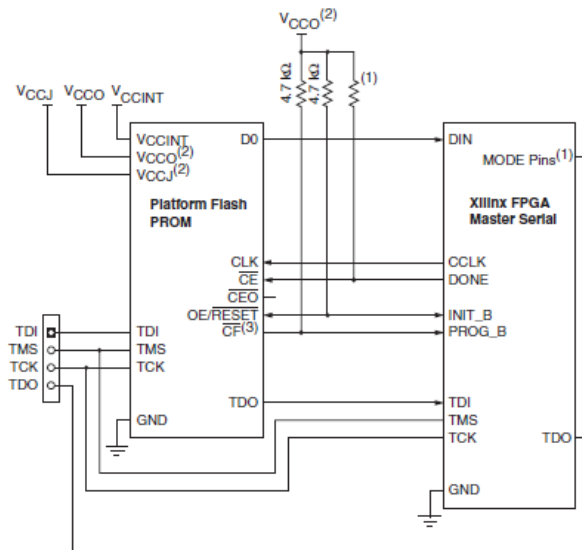 VCCO(2)
4.7 kΩ
4.7 kΩ
(1)
VCCJ
VCCO
VCCINT
VCCINT
VCCO(2)
VCCJ(2)
D0
Platform Flash
PROM
CLK
CE
CEO
OE/RESET
CF(3)
TDI
TMS
TCK
TDO
GND
DIN
MODE Pins(1)
Xilinx FPGA
Master Serial
CCLK
DONE
INIT_B
PROG_B
TDI
TMS
TCK
TDO
GND
TDI
TMS
TCK
TDO